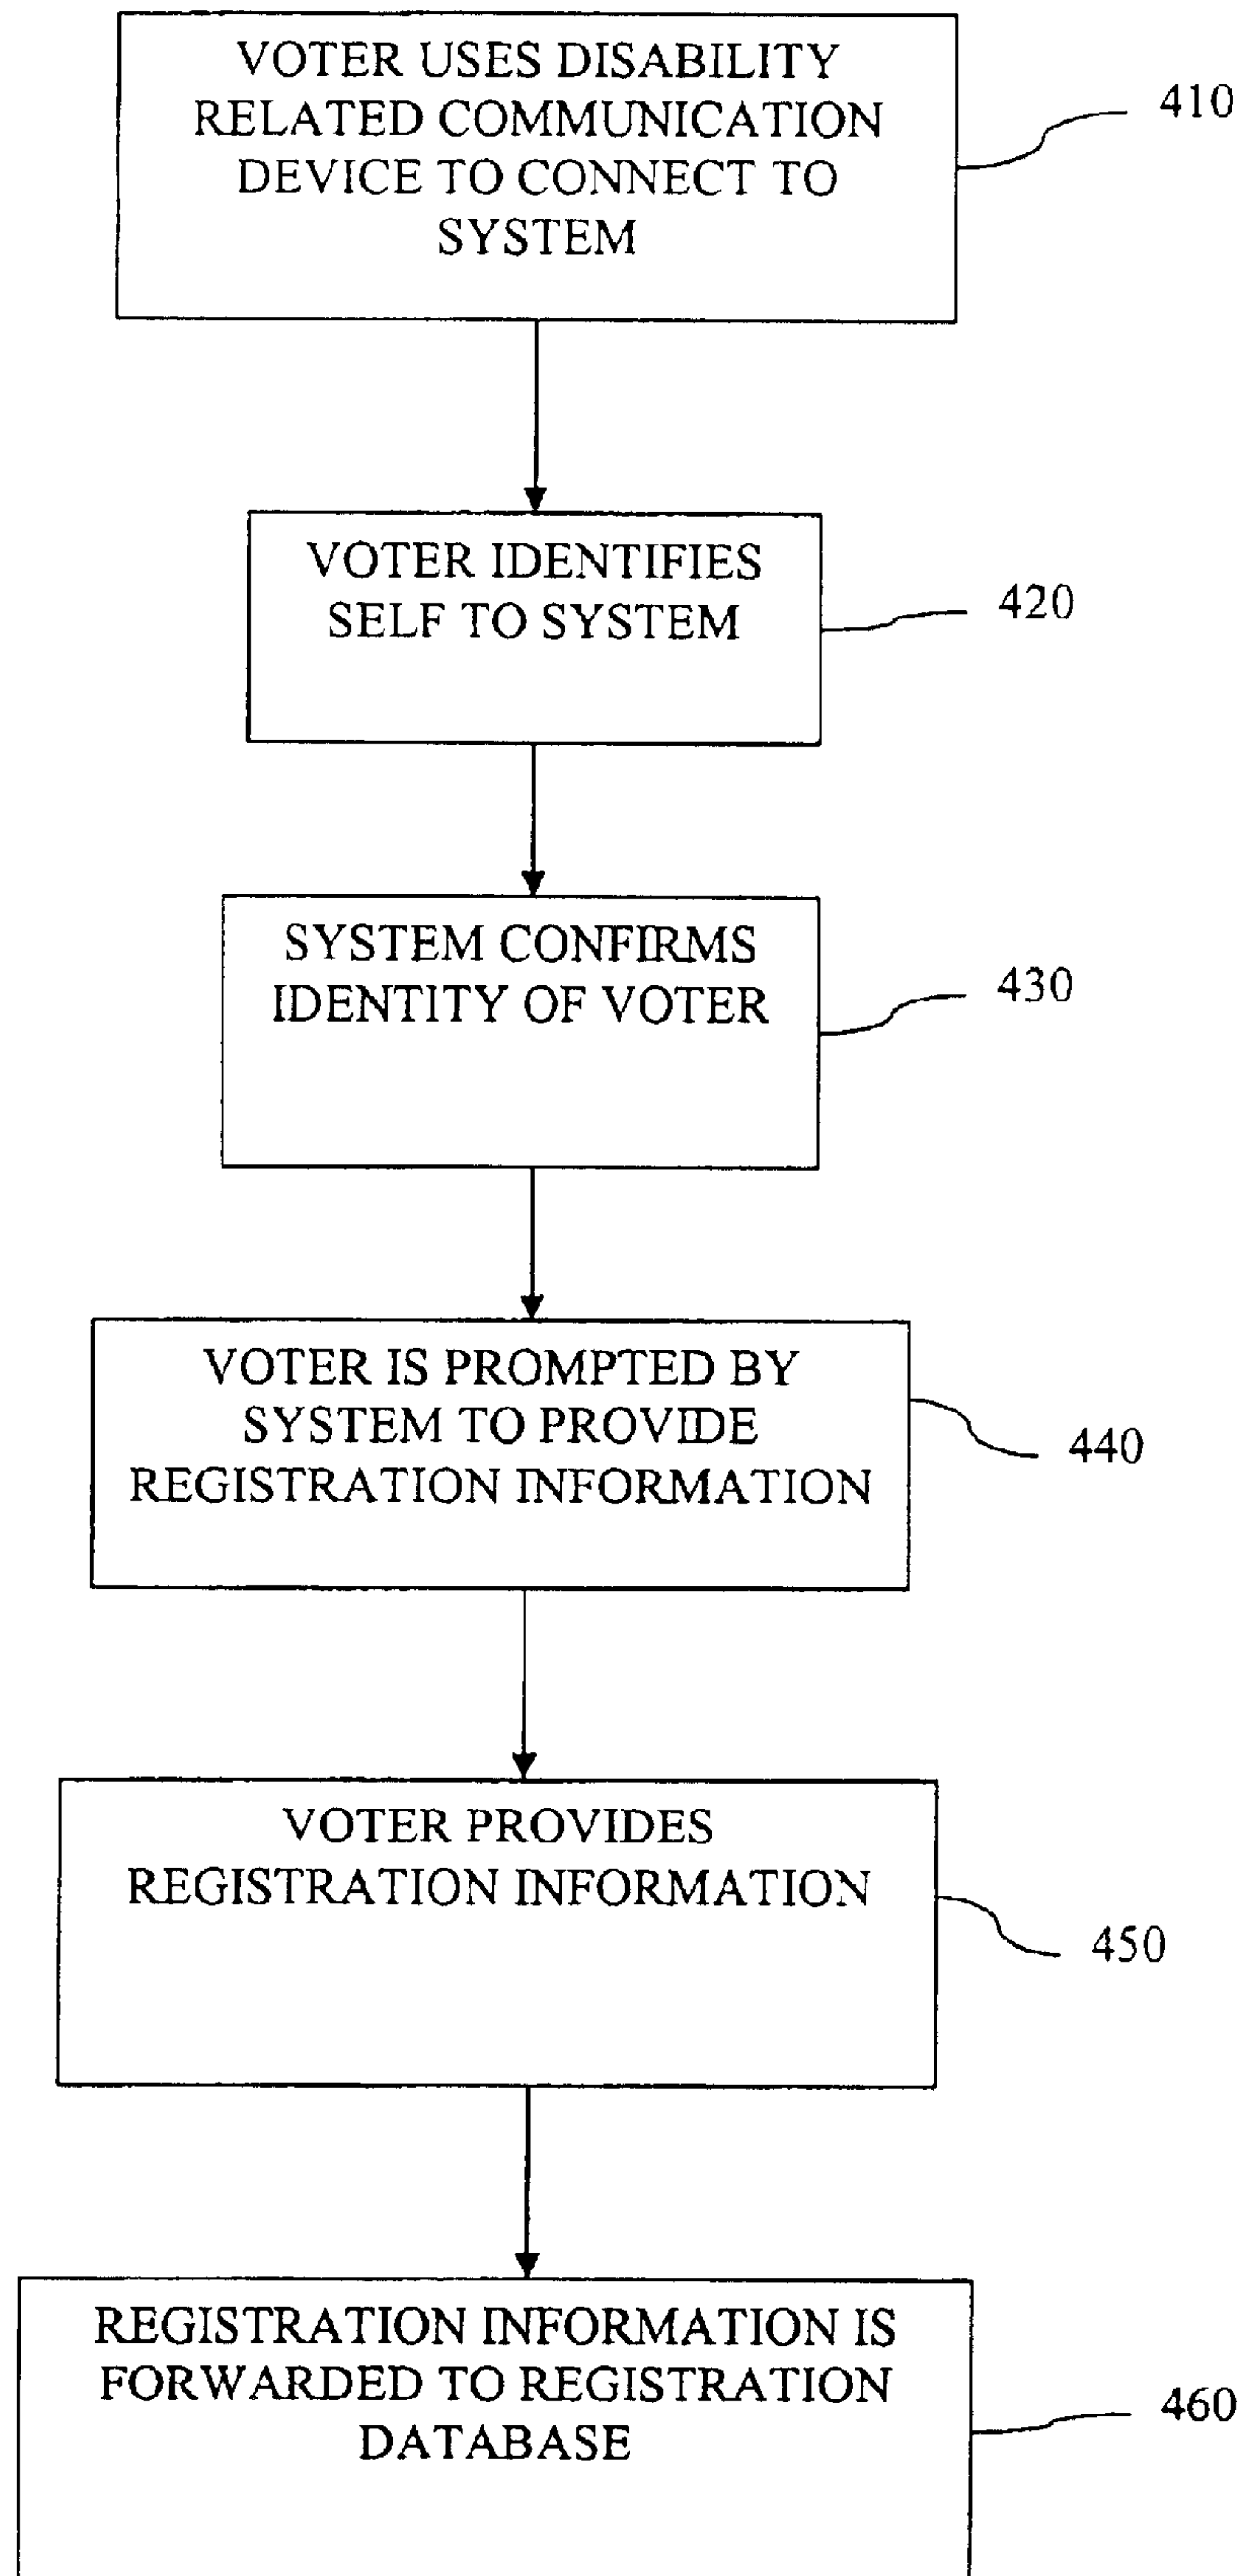 VOTER USES DISABILITY
RELATED COMMUNICATION
DEVICE TO CONNECT TO
SYSTEM
410
VOTER IDENTIFIES
SELF TO SYSTEM
420
SYSTEM CONFIRMS
IDENTITY OF VOTER
430
VOTER IS PROMPTED BY
SYSTEM TO PROVIDE
REGISTRATION INFORMATION
440
VOTER PROVIDES
REGISTRATION INFORMATION
450
REGISTRATION INFORMATION IS
FORWARDED TO REGISTRATION
DATABASE
460